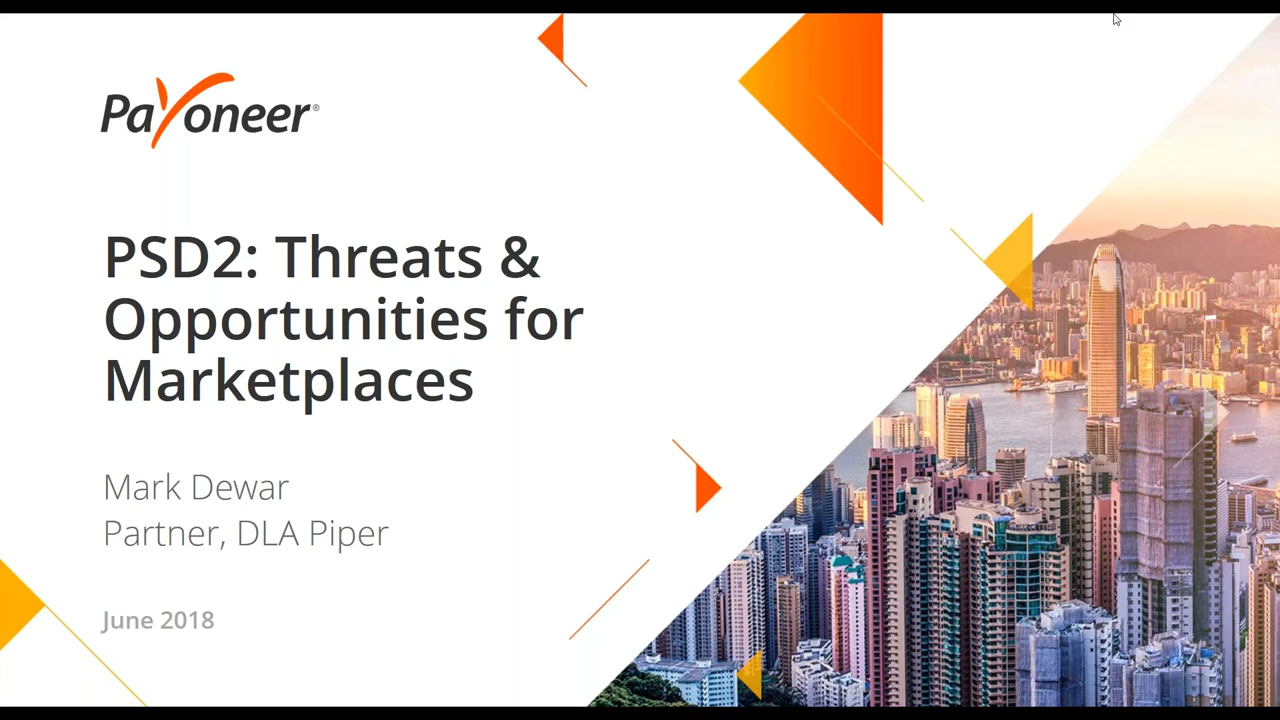 Payoneer®
PSD2: Threats &
Opportunities for
Marketplaces
Mark Dewar
Partner, DLA Piper
June 2018